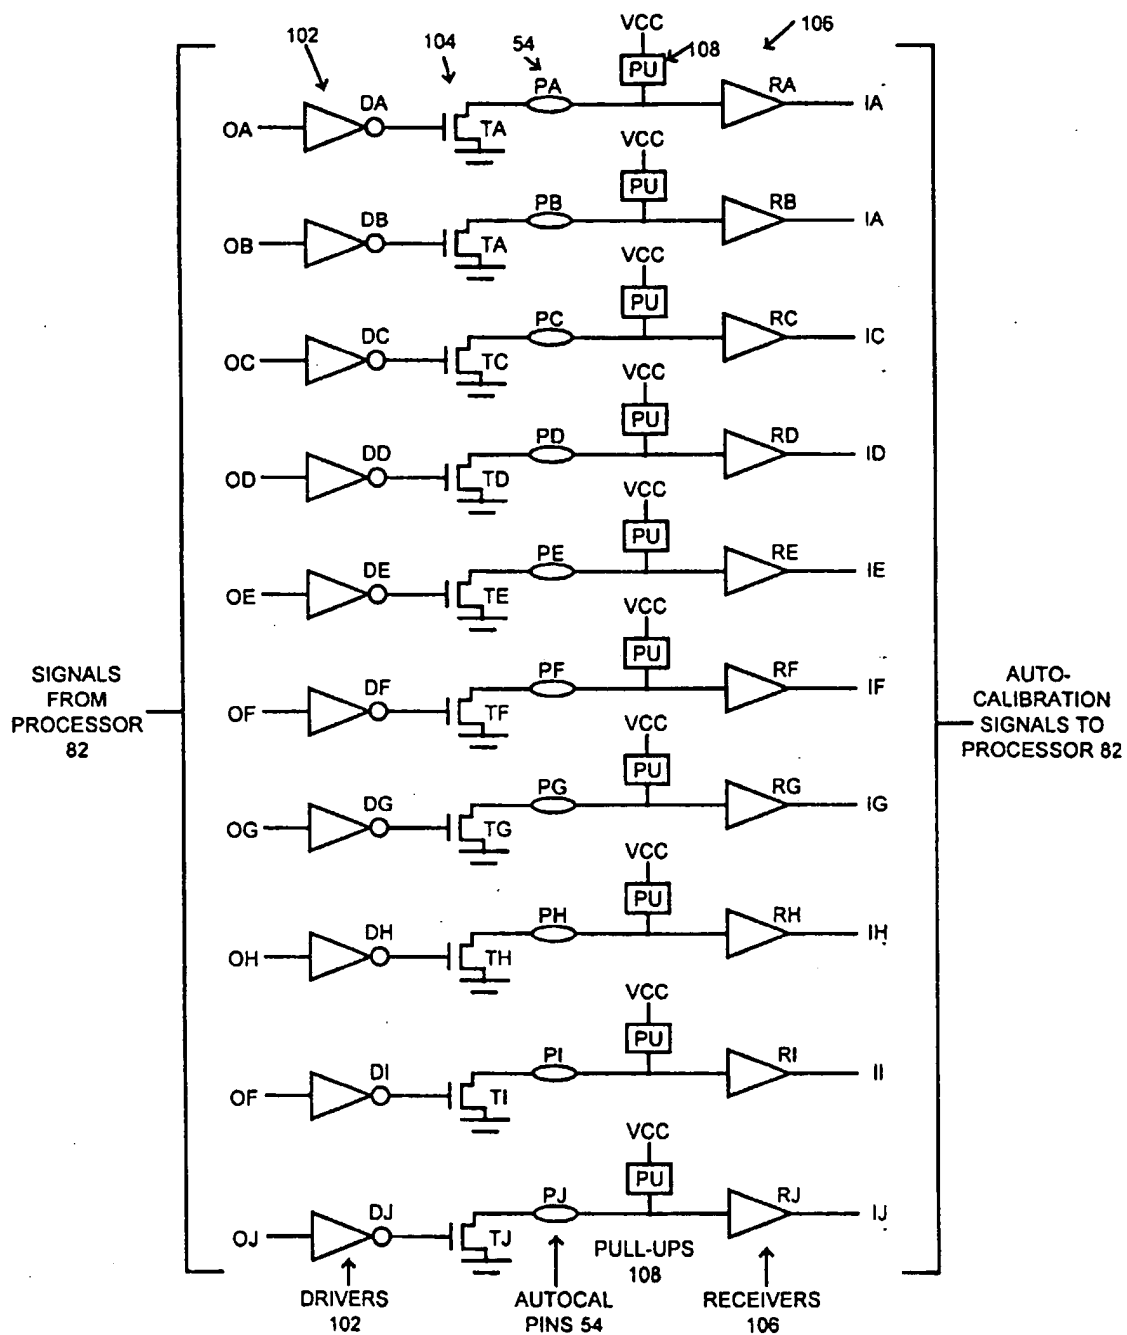 102
104
54
VCC
PU
108
106
OA
DA
TA
PA
RA
IA
VCC
PU
OB
DB
TA
PB
RB
IA
VCC
PU
OC
DC
TC
PC
RC
IC
VCC
PU
OD
DD
TD
PD
RD
ID
VCC
PU
OE
DE
TE
PE
RE
IE
VCC
PU
OF
DF
TF
PF
RF
IF
VCC
PU
OG
DG
TG
PG
RG
IG
VCC
PU
OH
DH
TH
PH
RH
IH
VCC
PU
OF
DI
TI
PI
RI
II
VCC
PU
OJ
DJ
TJ
PJ
RJ
IJ
SIGNALS
FROM
PROCESSOR
82
AUTO-
CALIBRATION
SIGNALS TO
PROCESSOR 82
DRIVERS
102
AUTOCAL
PINS 54
PULL-UPS
108
RECEIVERS
106